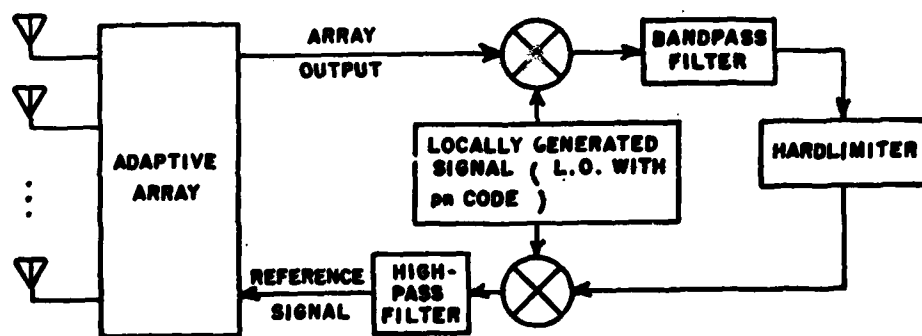 ARRAY
OUTPUT
BANDPASS
FILTER
ADAPTIVE
ARRAY
LOCALLY GENERATED
SIGNAL ( L.O. WITH
pn CODE )
HARDLIMITER
REFERENCE
SIGNAL
HIGH-
PASS
FILTER